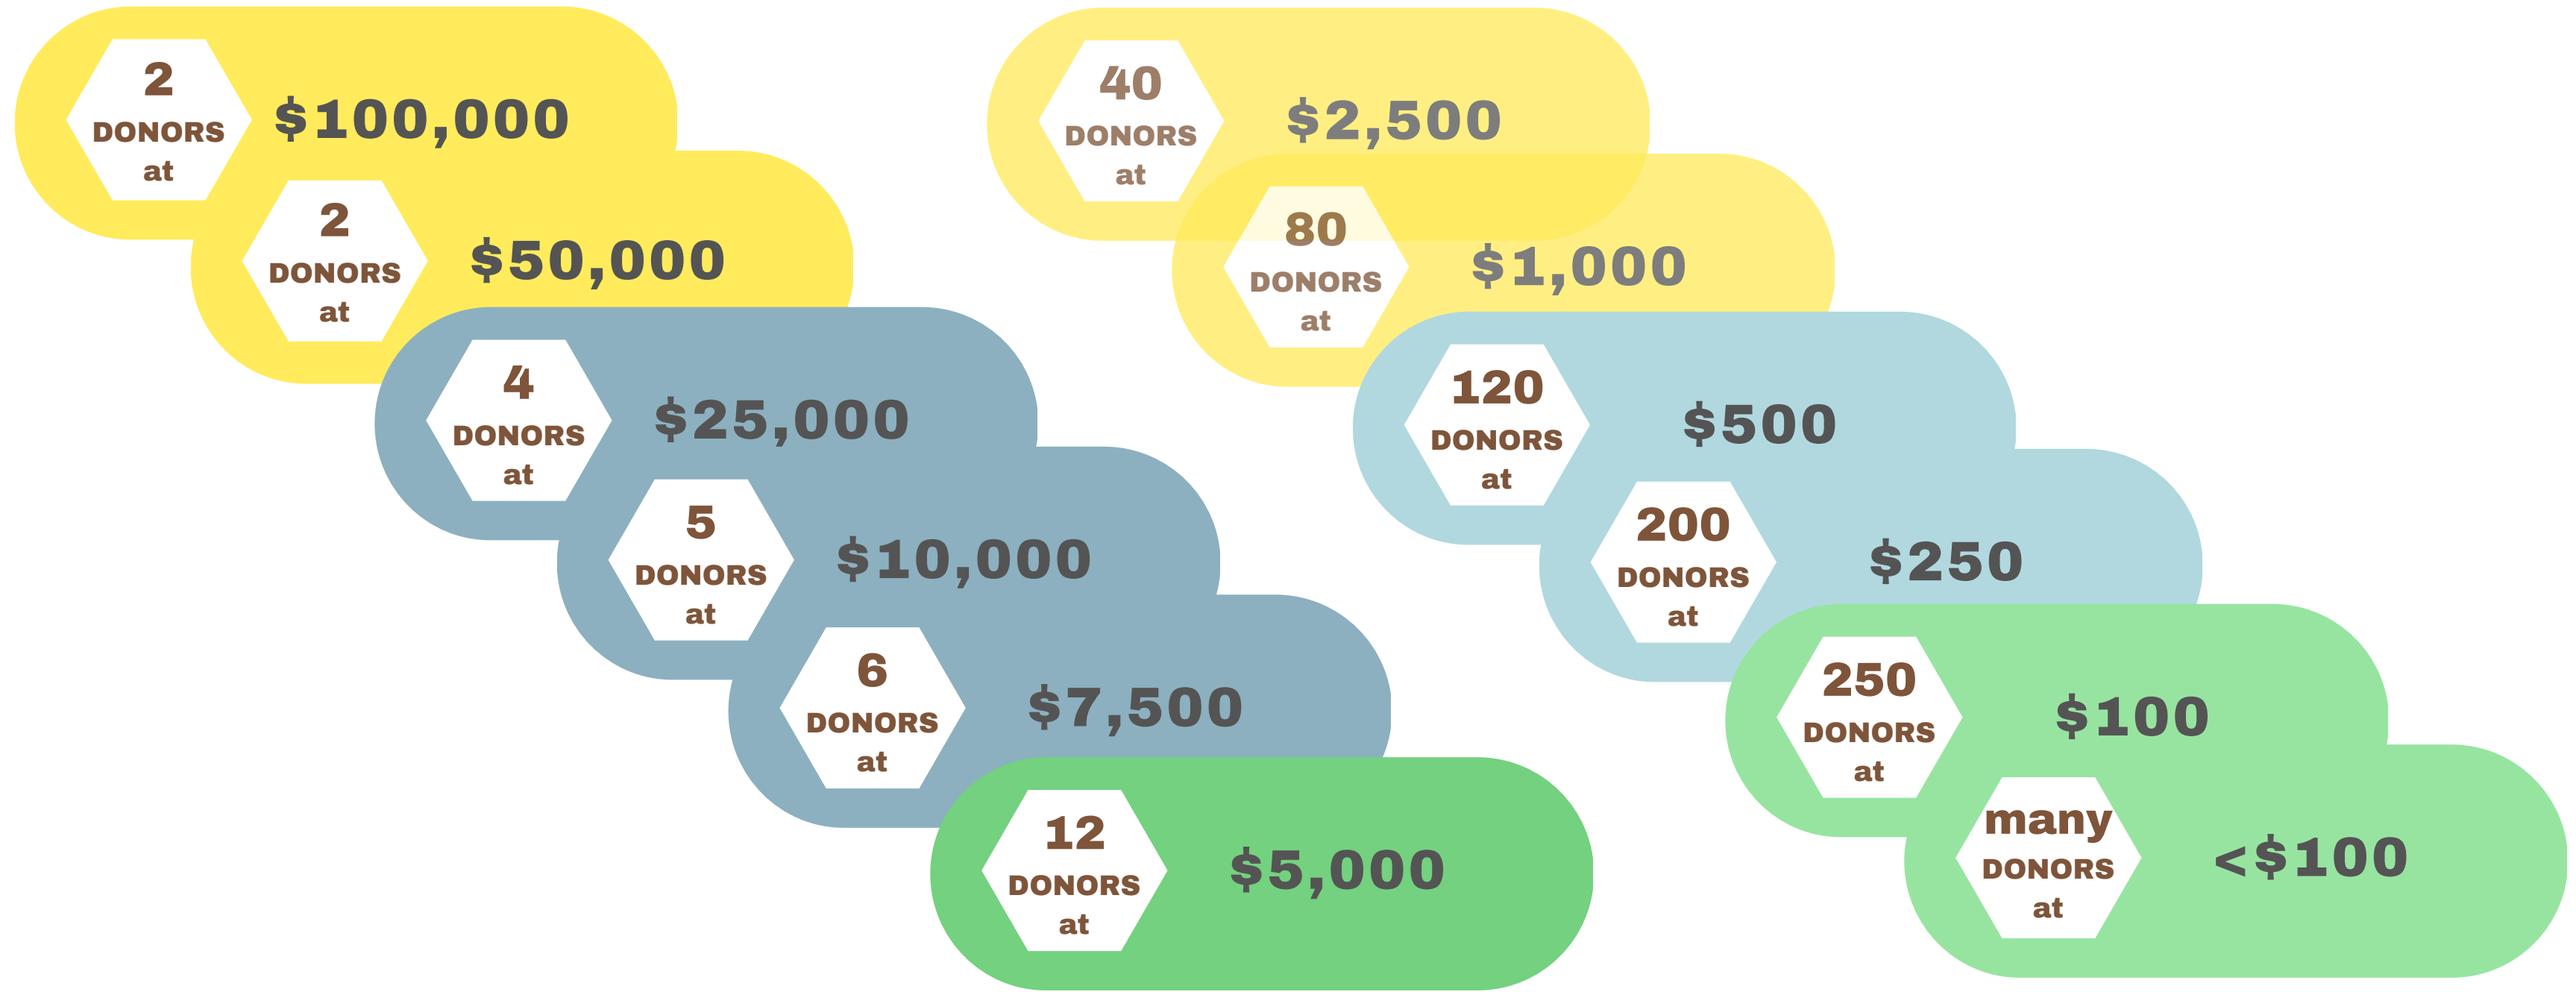 2
DONORS
at
$100,000
2
DONORS
at
$50,000
4
DONORS
at
$25,000
5
DONORS
at
$10,000
6
DONORS
at
$7,500
12
DONORS
at
$5,000
40
DONORS
at
$2,500
80
DONORS
at
$1,000
120
DONORS
at
$500
200
DONORS
at
$250
250
DONORS
at
$100
many
DONORS
at
<$100